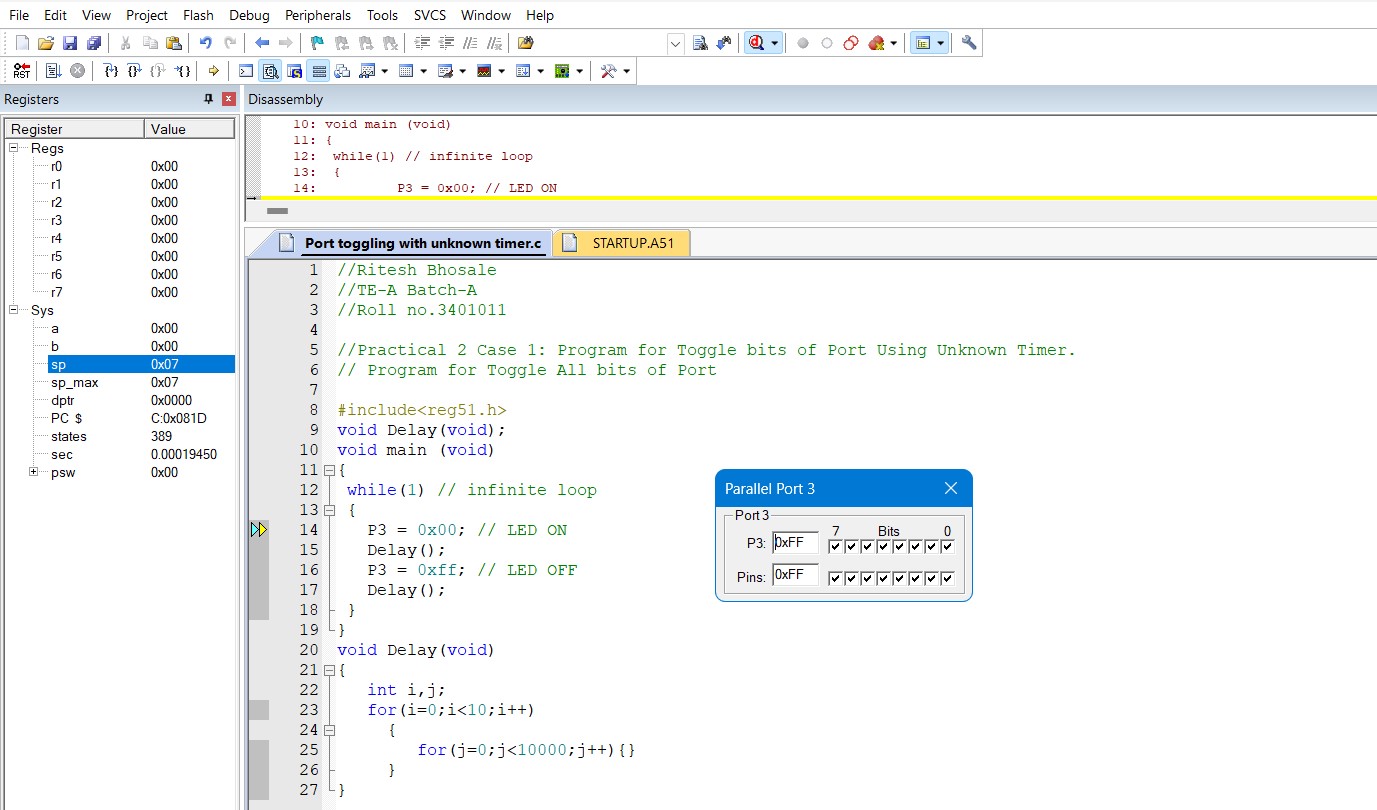 File Edit View Project Flash Debug Peripherals Tools SVCS Window Help
RST
Registers
Register Value
Regs
r0 0x00
r1 0x00
r2 0x00
r3 0x00
r4 0x00
r5 0x00
r6 0x00
r7 0x00
Sys
a 0x00
b 0x00
sp 0x07
sp_max 0x07
dptr 0x0000
PC $ C:0x081D
states 389
sec 0.00019450
psw 0x00
Disassembly
10: void main (void)
11: {
12: while(1) // infinite loop
13: {
14: P3 = 0x00; // LED ON
Port toggling with unknown timer.c STARTUP.A51
1 //Ritesh Bhosale
2 //TE-A Batch-A
3 //Roll no.3401011
4
5 //Practical 2 Case 1: Program for Toggle bits of Port Using Unknown Timer.
6 // Program for Toggle All bits of Port
7
8 #include<reg51.h>
9 void Delay(void);
10 void main (void)
11 {
12 while(1) // infinite loop
13 {
14 P3 = 0x00; // LED ON
15 Delay();
16 P3 = 0xff; // LED OFF
17 Delay();
18 }
19 }
20 void Delay(void)
21 {
22 int i,j;
23 for(i=0;i<10;i++)
24 {
25 for(j=0;j<10000;j++){}
26 }
27 }
Parallel Port 3
Port 3
7 Bits 0
P3: 0xFF
Pins: 0xFF